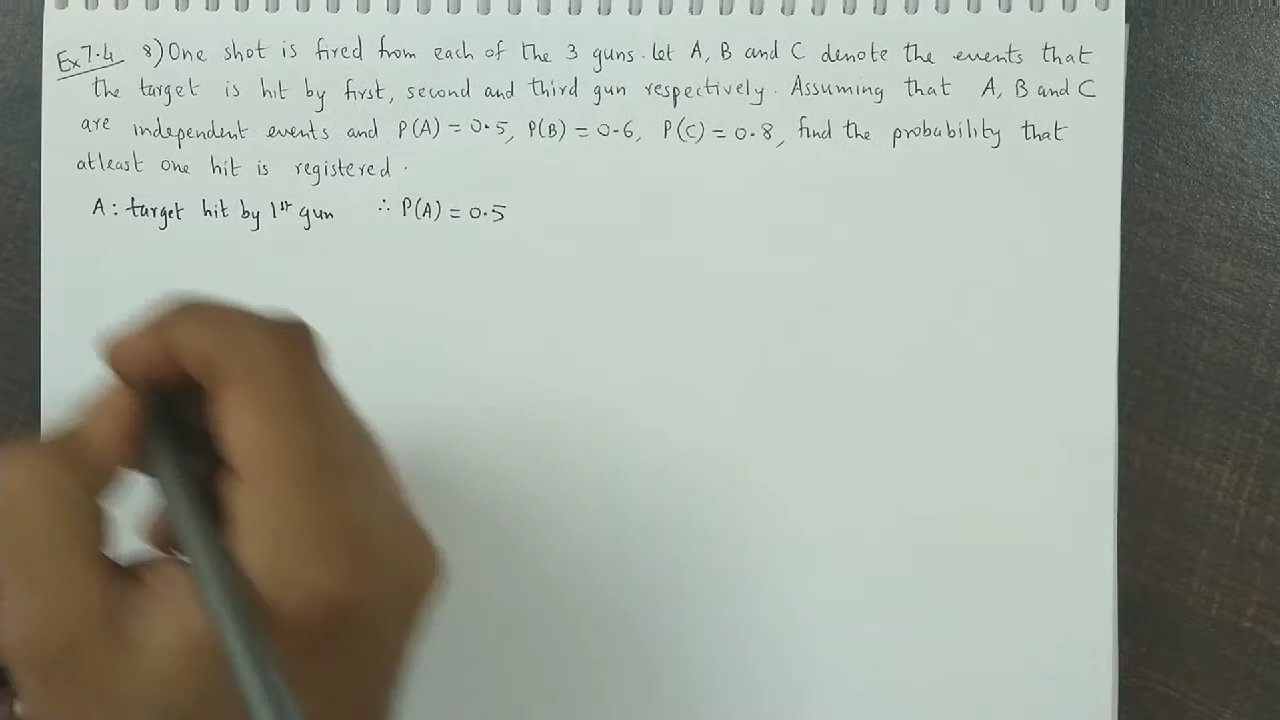 Ex 7.4 8) One shot is fired from each of the 3 guns. let A, B and C denote the events that
the target is hit by first, second and third gun respectively. Assuming that A, B and C
are independent events and P(A) = 0.5, P(B) = 0.6, P(C) = 0.8, find the probability that
atleast one hit is registered.
A: target hit by 1st gun ∴ P(A) = 0.5